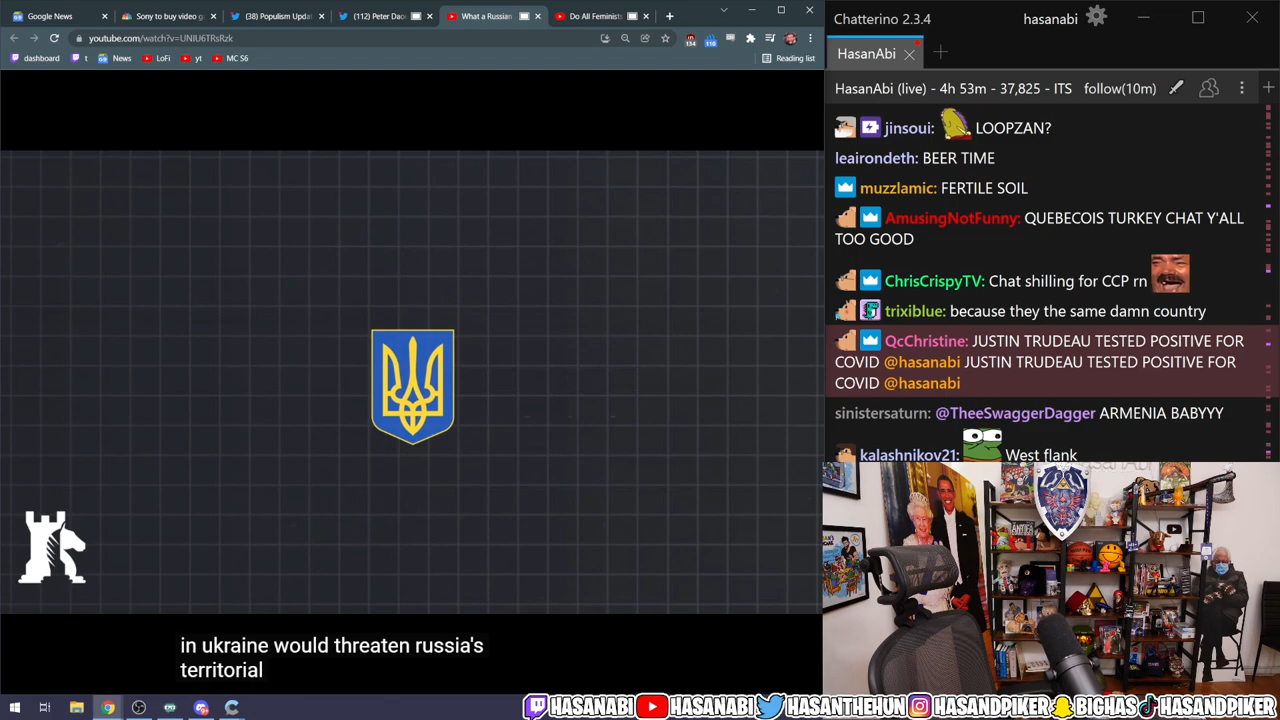 Google News
Sony to buy video g
(38) Populism Updat
(112) Peter Dao
What a Russian
Do All Feminists
youtube.com/watch?v=UNlU6TRsRzk
134
110
dashboard
t
News
LoFi
yt
MC S6
Reading list
in ukraine would threaten russia's
territorial
Chatterino 2.3.4
hasanabi
HasanAbi
HasanAbi (live) - 4h 53m - 37,825 - ITS
follow(10m)
jinsoui: LOOPZAN?
leairondeth: BEER TIME
muzzlamic: FERTILE SOIL
AmusingNotFunny: QUEBECOIS TURKEY CHAT Y'ALL
TOO GOOD
ChrisCrispyTV: Chat shilling for CCP rn
trixiblue: because they the same damn country
QcChristine: JUSTIN TRUDEAU TESTED POSITIVE FOR
COVID @hasanabi JUSTIN TRUDEAU TESTED POSITIVE FOR
COVID @hasanabi
sinistersaturn: @TheeSwaggerDagger ARMENIA BABYYY
kalashnikov21: West flank
HASANABI
HASANABI
HASANTHEHUN
HASANDPIKER
BIGHAS
HASANDPIKER